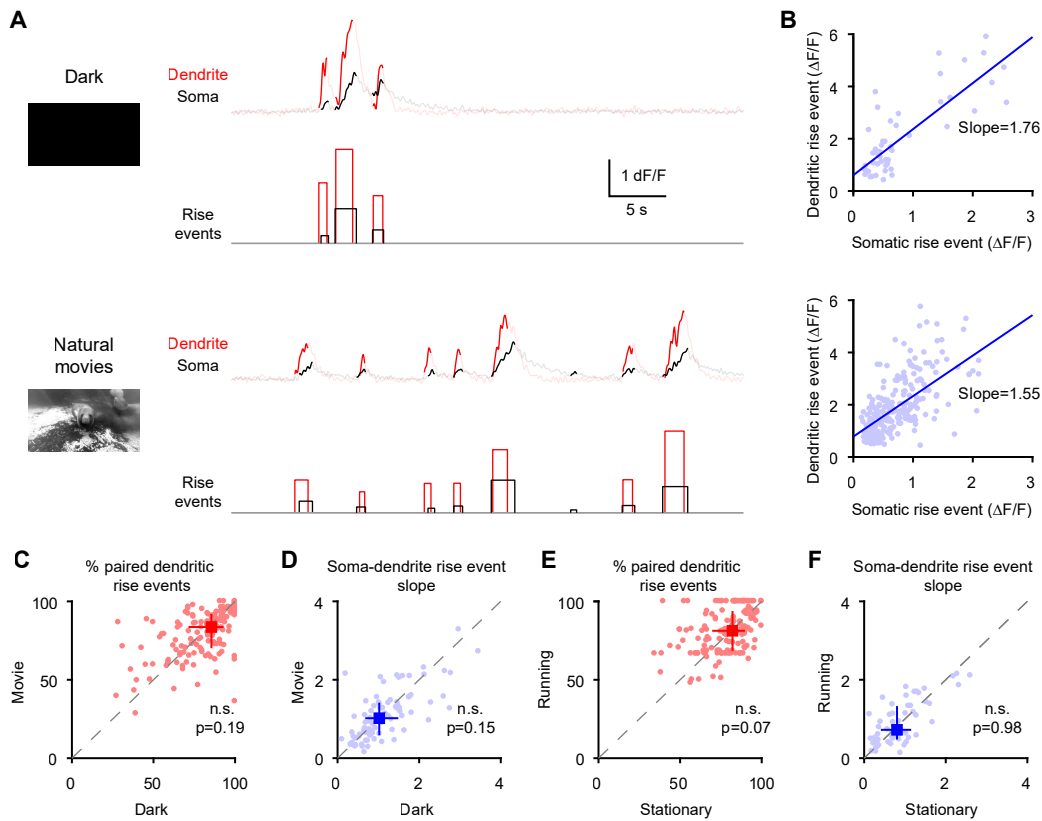 A
Dark
Dendrite
Soma
Rise
events
1 dF/F
5 s
Natural
movies
Dendrite
Soma
Rise
events
B
Dendritic rise event (ΔF/F)
6
4
2
0
0 1 2 3
Slope=1.76
Somatic rise event (ΔF/F)
Dendritic rise event (ΔF/F)
6
4
2
0
0 1 2 3
Slope=1.55
Somatic rise event (ΔF/F)
C
% paired dendritic
rise events
Movie
100
50
0
0 50 100
n.s.
p=0.19
Dark
D
Soma-dendrite rise event
slope
Movie
4
2
0
0 2 4
n.s.
p=0.15
Dark
E
% paired dendritic
rise events
Running
100
50
0
0 50 100
n.s.
p=0.07
Stationary
F
Soma-dendrite rise event
slope
Running
4
2
0
0 2 4
n.s.
p=0.98
Stationary